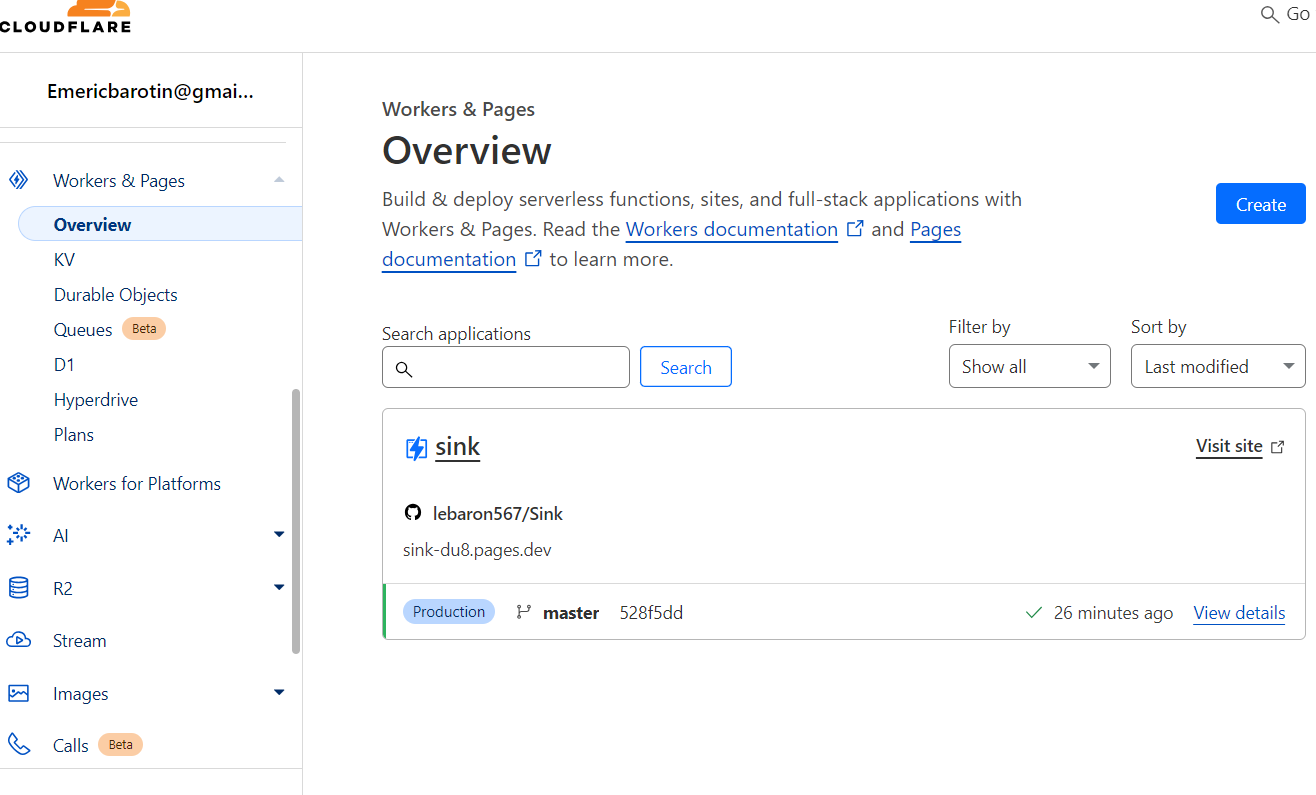 CLOUDFLARE
Go
Emericbarotin@gmai...
Workers & Pages
Overview
KV
Durable Objects
Queues Beta
D1
Hyperdrive
Plans
Workers for Platforms
AI
R2
Stream
Images
Calls Beta
Workers & Pages
Overview
Build & deploy serverless functions, sites, and full-stack applications with
Workers & Pages. Read the Workers documentation and Pages
documentation to learn more.
Create
Search applications
Search
Filter by
Show all
Sort by
Last modified
sink
Visit site
lebaron567/Sink
sink-du8.pages.dev
Production master 528f5dd 26 minutes ago View details